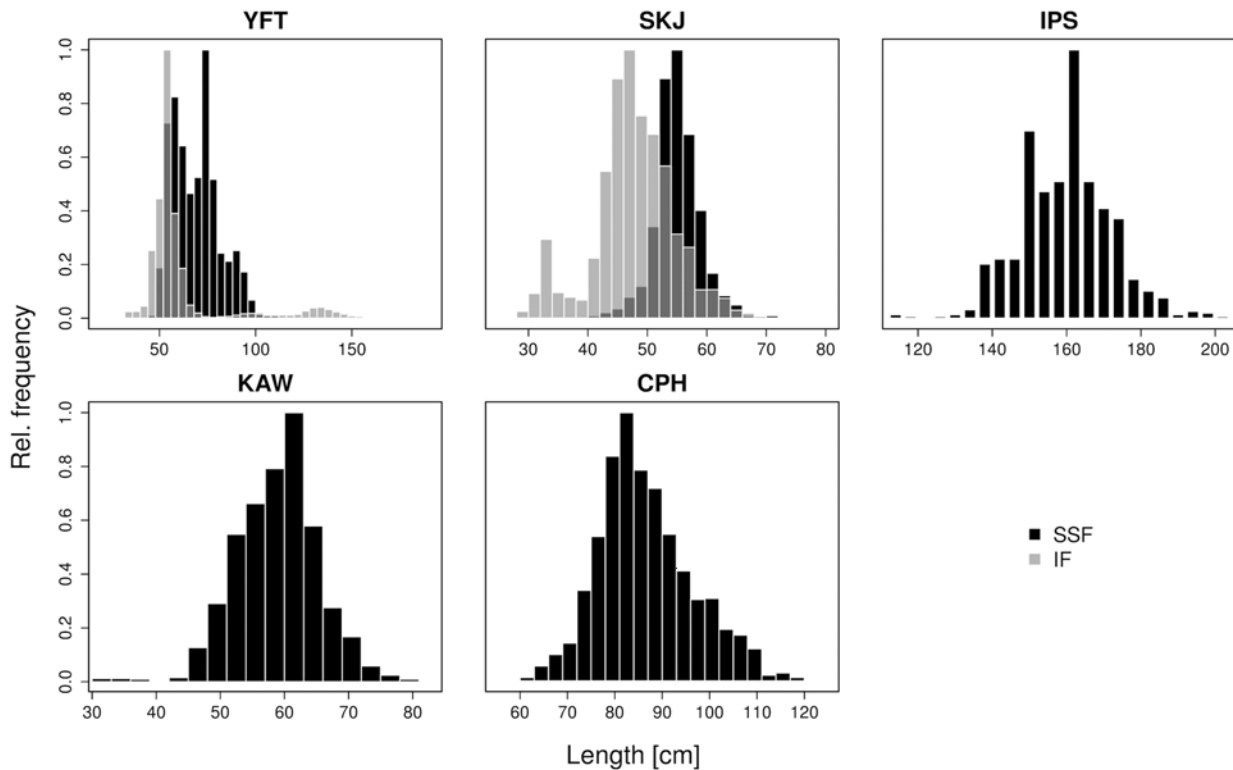 YFT
SKJ
IPS
0.0 0.2 0.4 0.6 0.8 1.0
50 100 150
30 40 50 60 70 80
120 140 160 180 200
KAW
CPH
0.0 0.2 0.4 0.6 0.8 1.0
30 40 50 60 70 80
60 70 80 90 100 110 120
SSF
IF
Rel. frequency
Length [cm]